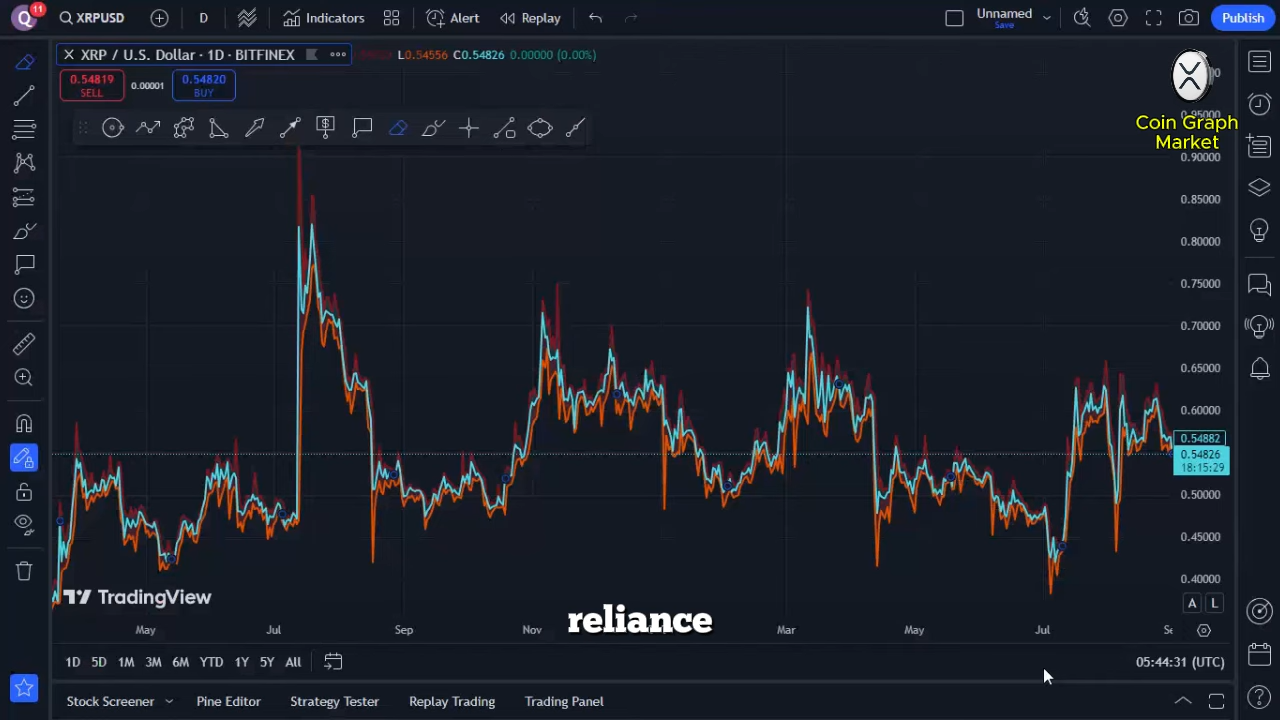 Q 11 XRPUSD D Indicators Alert Replay Unnamed Save Publish
XRP / U.S. Dollar · 1D · BITFINEX L0.54556 C0.54826 0.00000 (0.00%)
0.54819 SELL 0.00001 0.54820 BUY
Coin Graph
Market
0.95000
0.90000
0.85000
0.80000
0.75000
0.70000
0.65000
0.60000
0.54882
0.54826
18:15:29
0.50000
0.45000
0.40000
TradingView
A L
reliance
May Jul Sep Nov Mar May Jul
1D 5D 1M 3M 6M YTD 1Y 5Y All 05:44:31 (UTC)
Stock Screener Pine Editor Strategy Tester Replay Trading Trading Panel